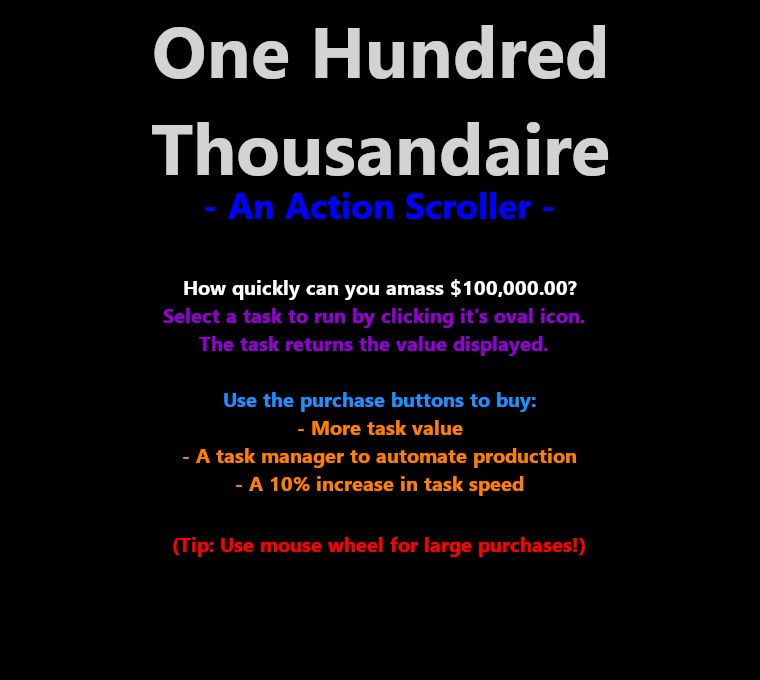 One Hundred
Thousandaire
- An Action Scroller -
How quickly can you amass $100,000.00?
Select a task to run by clicking it's oval icon.
The task returns the value displayed.
Use the purchase buttons to buy:
- More task value
- A task manager to automate production
- A 10% increase in task speed
(Tip: Use mouse wheel for large purchases!)